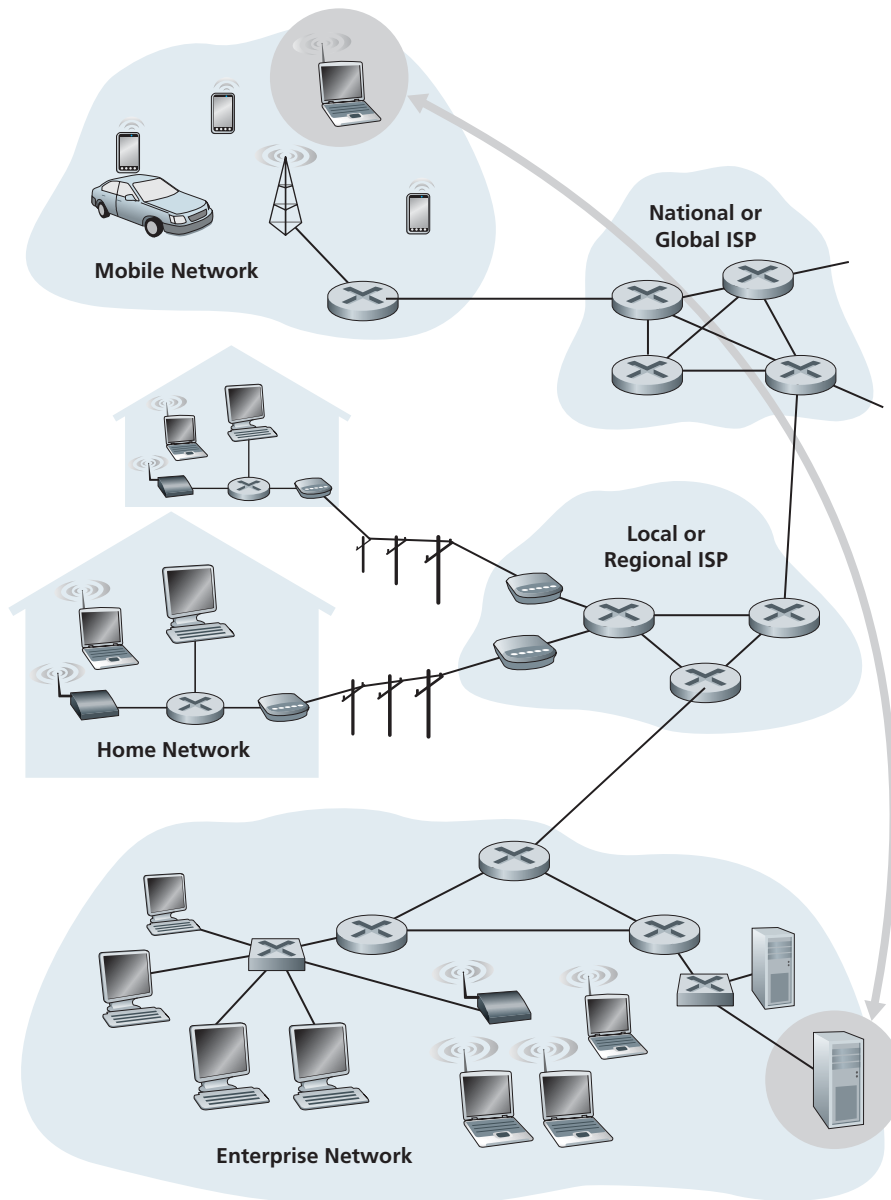 National or
Global ISP
Mobile Network
Local or
Regional ISP
Home Network
Enterprise Network